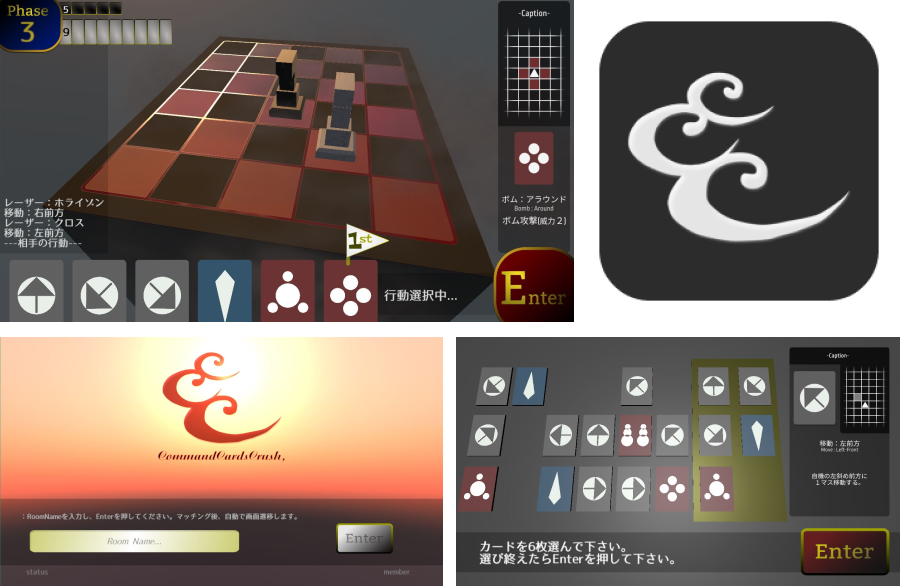 Phase
3
5
9
レーザー：ホライゾン
移動：右前方
レーザー：クロス
移動：左前方
---相手の行動---
1st
行動選択中...
-Caption-
ボム：アラウンド
Bomb : Around
ボム攻撃(威力２)
Enter
CommandCardsCrush,
：RoomNameを入力し、Enterを押してください。マッチング後、自動で画面遷移します。
Room Name...
Enter
status
member
-Caption-
移動：左前方
Move : Left-Front
自機の左斜め前方に
１マス移動する。
カードを6枚選んで下さい。
選び終えたらEnterを押して下さい。
Enter